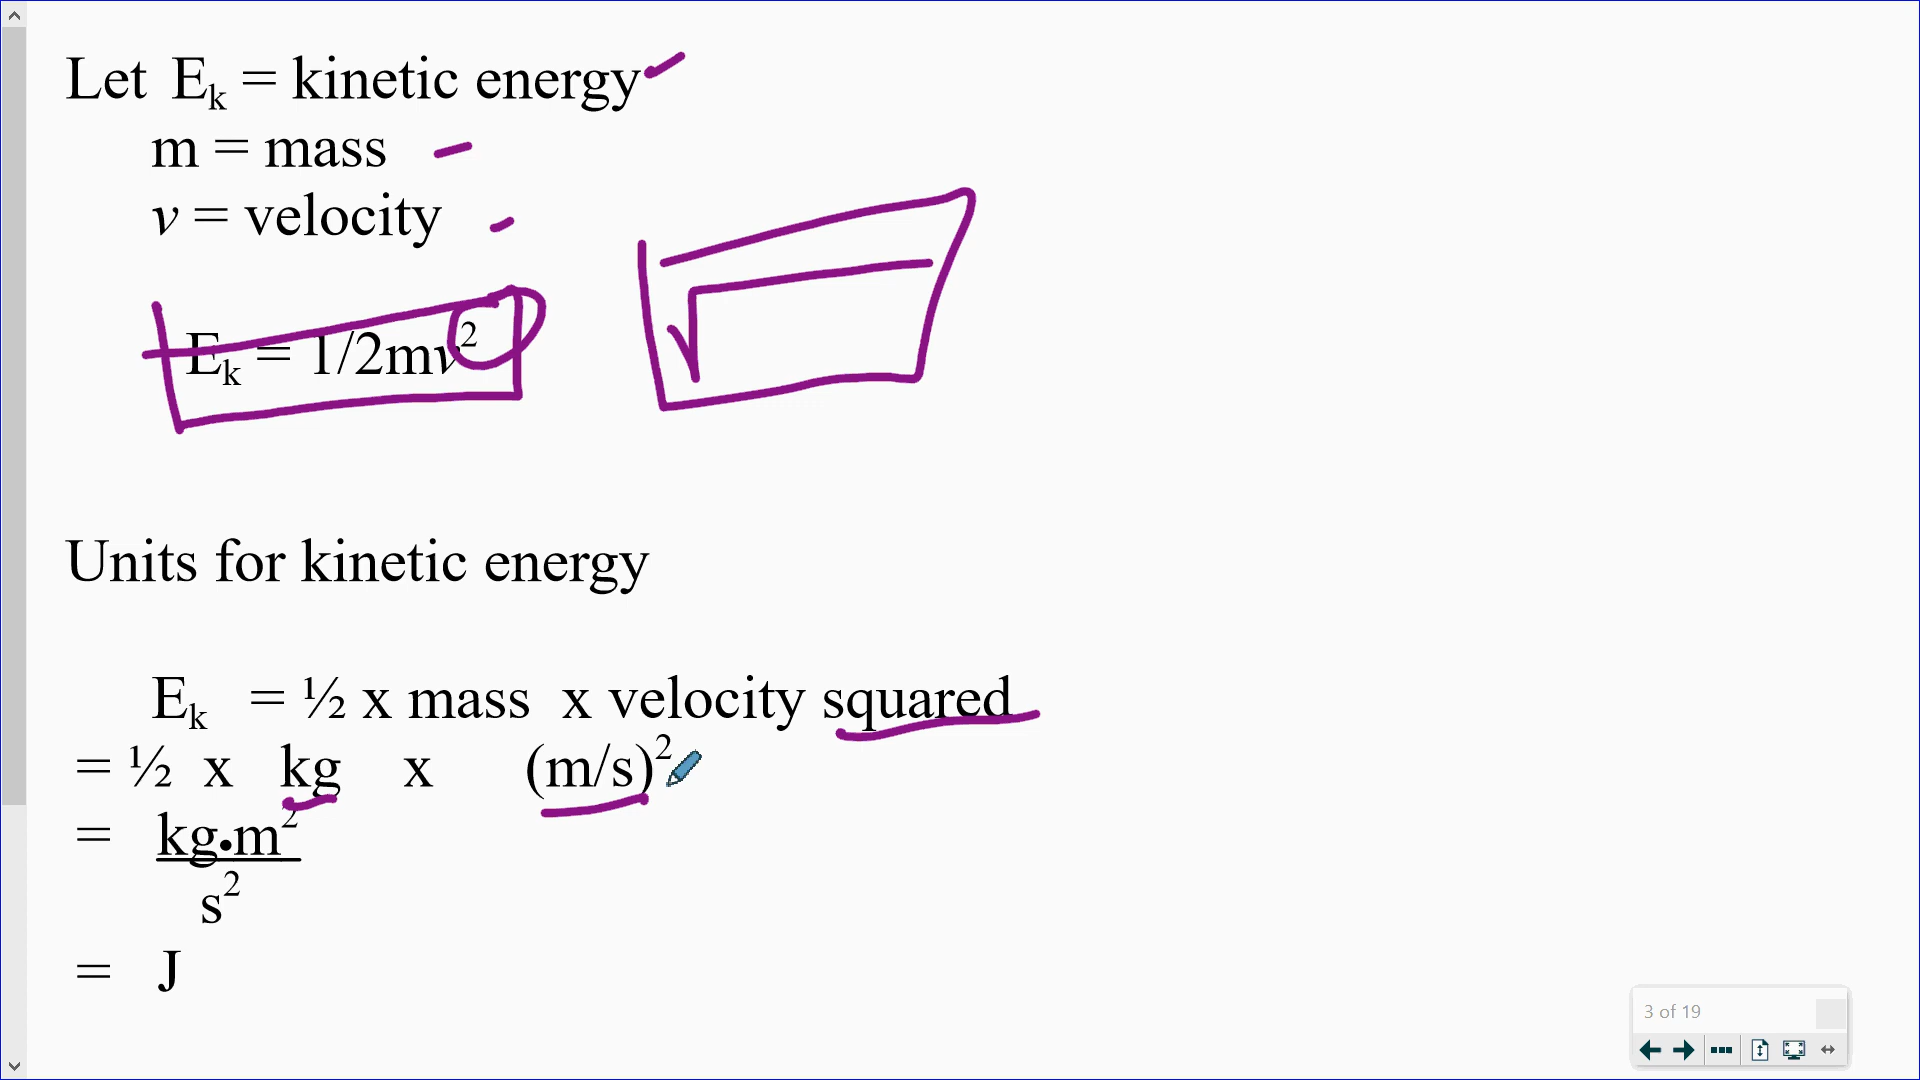 Let Eₖ = kinetic energy
m = mass
v = velocity
Eₖ = 1/2mv²
√
Units for kinetic energy
Eₖ = ½ x mass x velocity squared
= ½ x kg x (m/s)²
= kg•m²
s²
= J
3 of 19